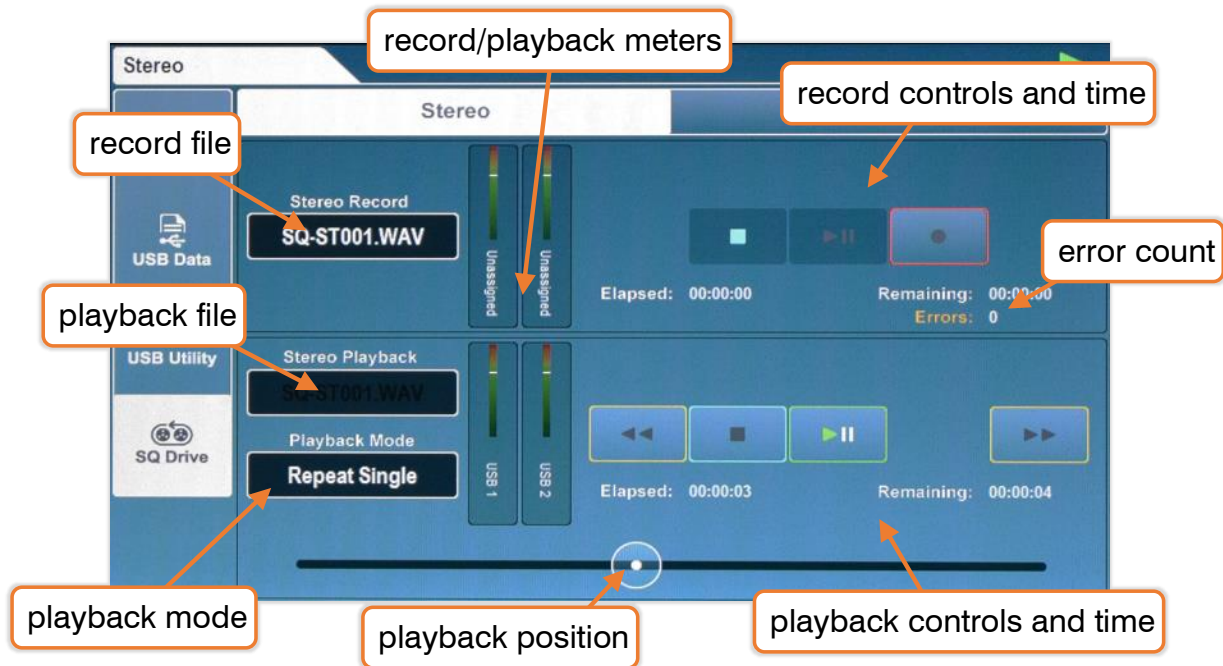 record/playback meters
Stereo
record controls and time
Stereo
record file
Stereo Record
SQ-ST001.WAV
USB Data
Unassigned
Unassigned
error count
Elapsed: 00:00:00
Remaining: 00:00:00
Errors: 0
playback file
USB Utility
Stereo Playback
SQ-ST001.WAV
Playback Mode
SQ Drive
Repeat Single
USB 1
USB 2
Elapsed: 00:00:03
Remaining: 00:00:04
playback mode
playback position
playback controls and time